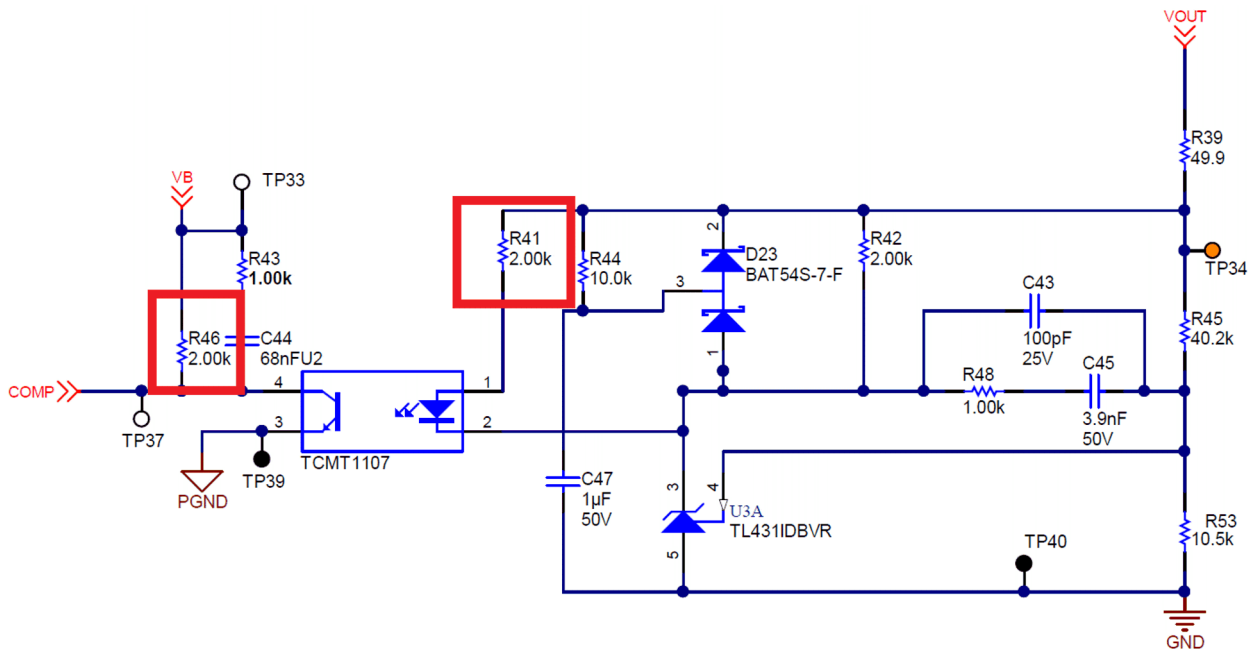 VOUT
R39
49.9
VB
TP33
R41
2.00k
R44
10.0k
2
D23
BAT54S-7-F
3
1
R42
2.00k
TP34
R43
1.00k
C43
100pF
25V
R45
40.2k
R46
2.00k
C44
68nFU2
COMP
TP37
4
3
1
2
TCMT1107
TP39
PGND
R48
1.00k
C45
3.9nF
50V
C47
1µF
50V
3
4
5
U3A
TL431IDBVR
R53
10.5k
TP40
GND